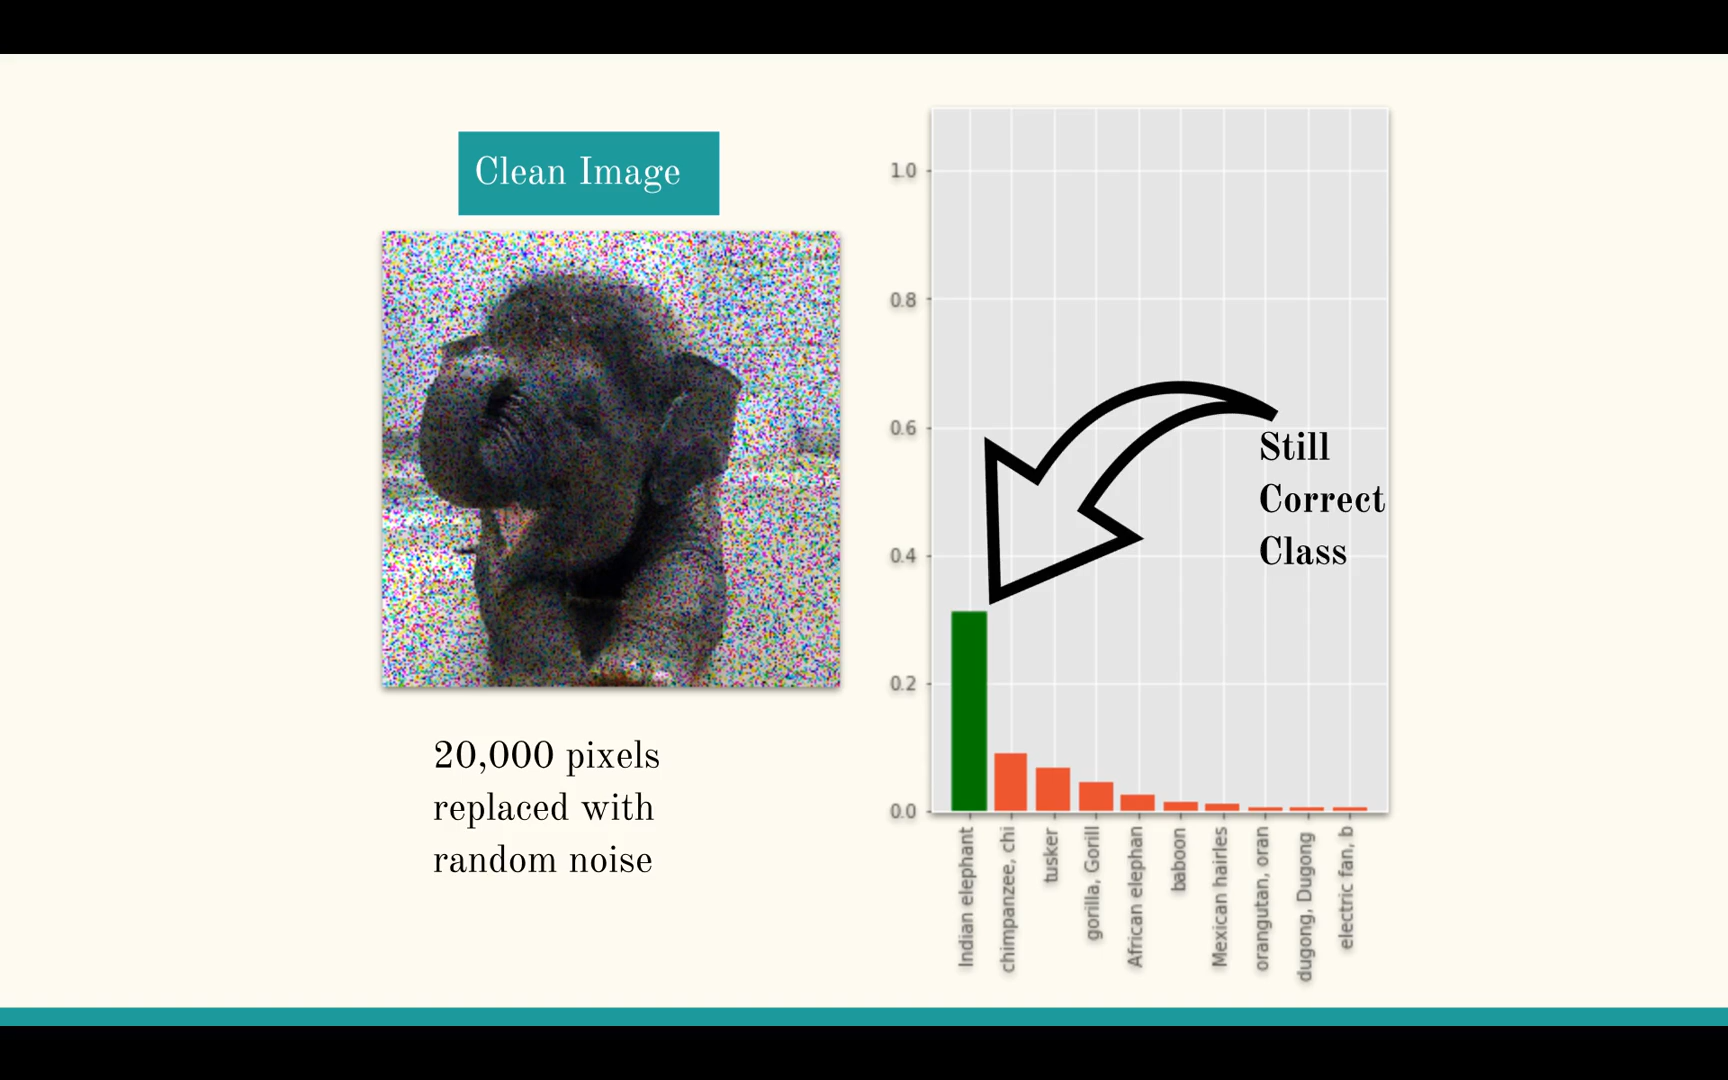 Clean Image
20,000 pixels
replaced with
random noise
1.0
0.8
0.6
0.4
0.2
0.0
Still
Correct
Class
Indian elephant
chimpanzee, chi
tusker
gorilla, Gorill
African elephan
baboon
Mexican hairles
orangutan, oran
dugong, Dugong
electric fan, b